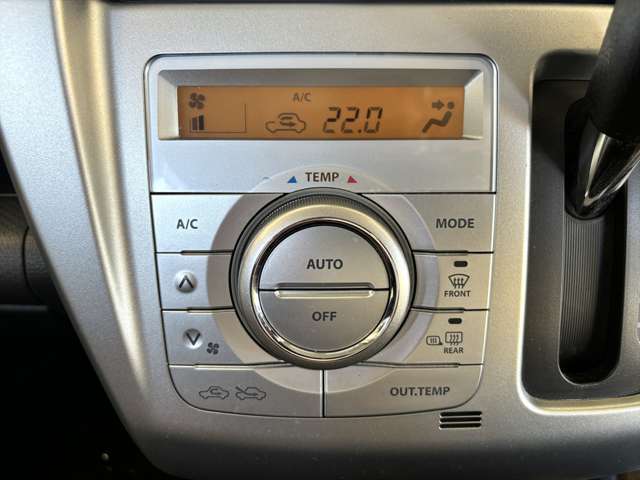 A/C
22.0
TEMP
A/C
MODE
AUTO
OFF
FRONT
REAR
OUT.TEMP